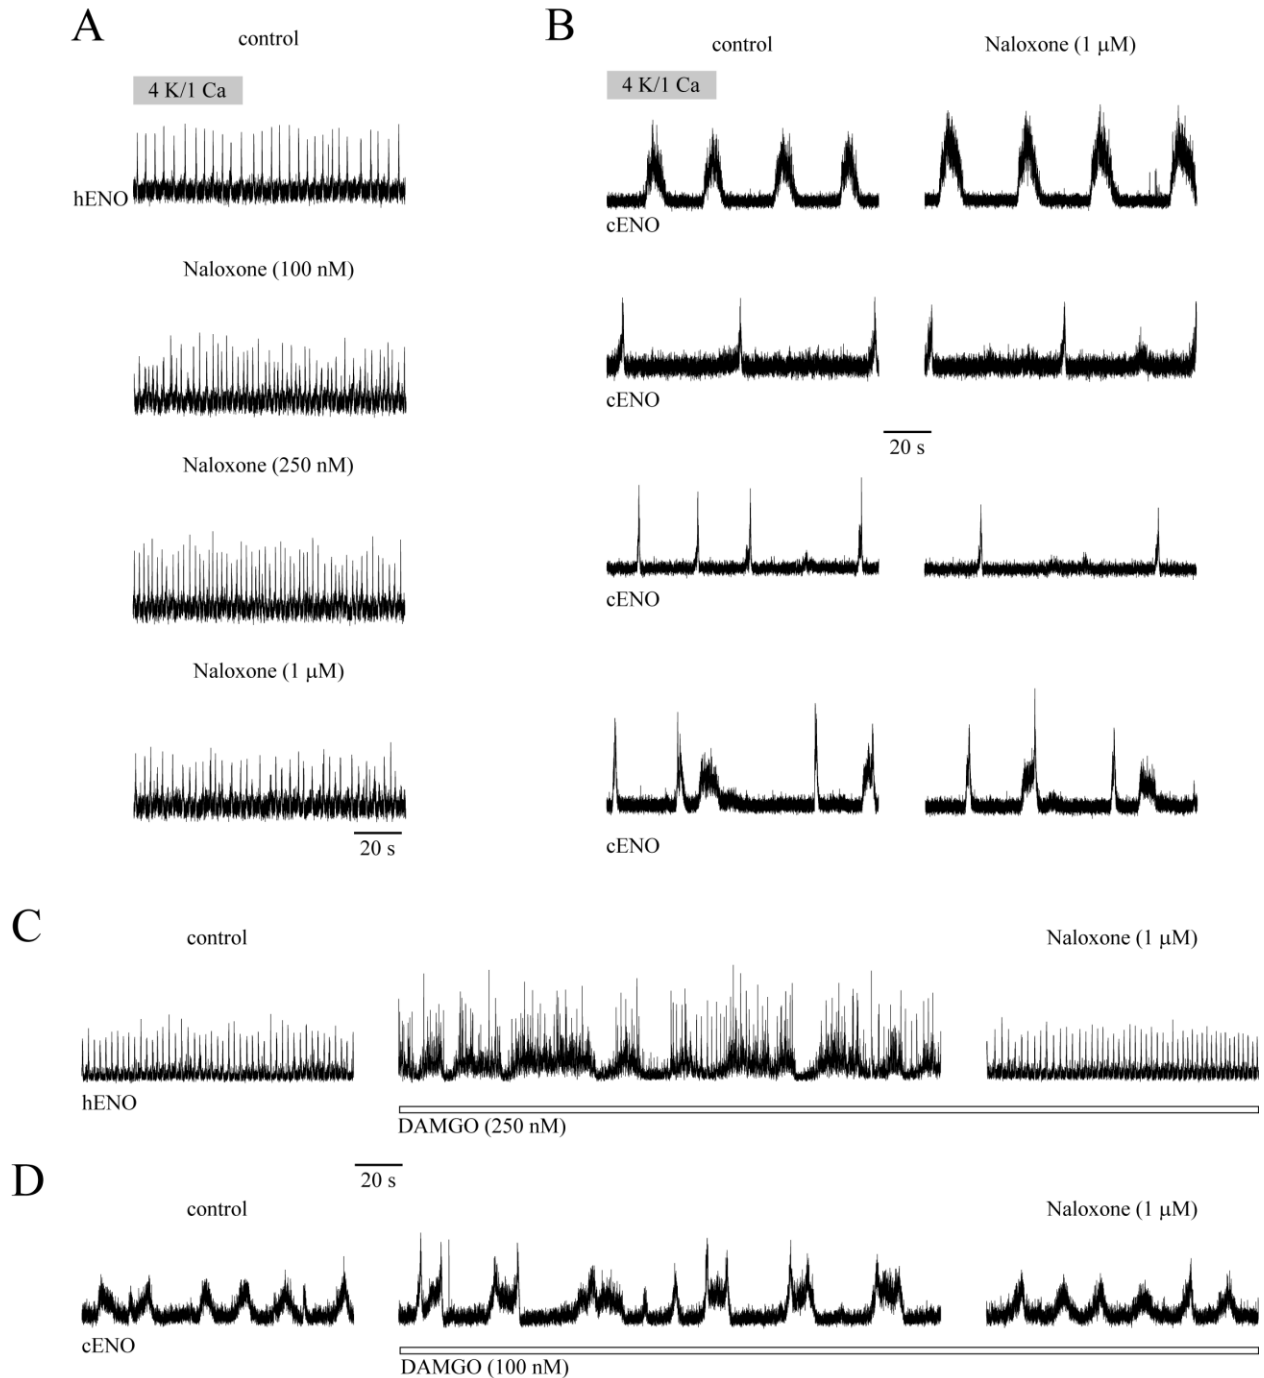 A
control
4 K/1 Ca
hENO
Naloxone (100 nM)
Naloxone (250 nM)
Naloxone (1 μM)
20 s
B
control
Naloxone (1 μM)
4 K/1 Ca
cENO
cENO
20 s
cENO
cENO
C
control
Naloxone (1 μM)
hENO
DAMGO (250 nM)
20 s
D
control
Naloxone (1 μM)
cENO
DAMGO (100 nM)